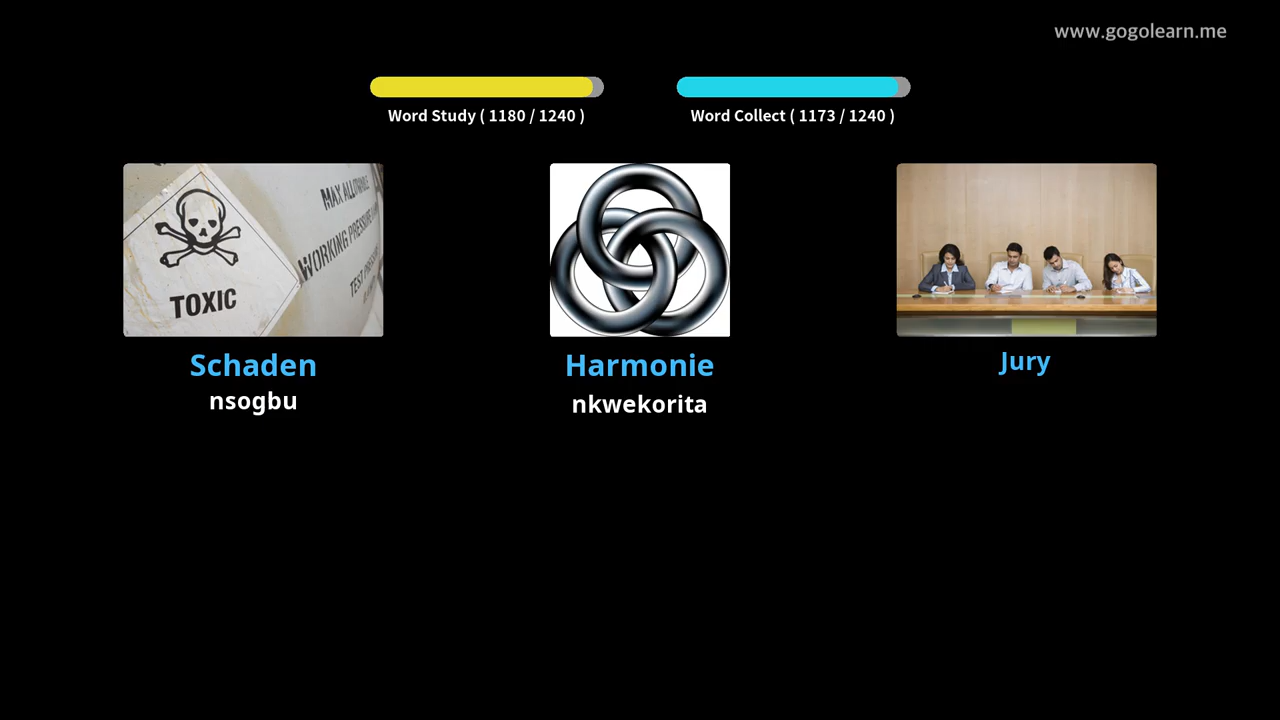 www.gogolearn.me
Word Study ( 1180 / 1240 )
Word Collect ( 1173 / 1240 )
MAX ALLOWABLE
WORKING PRESSURE
TEST
TOXIC
Schaden
Harmonie
Jury
nsogbu
nkwekorita